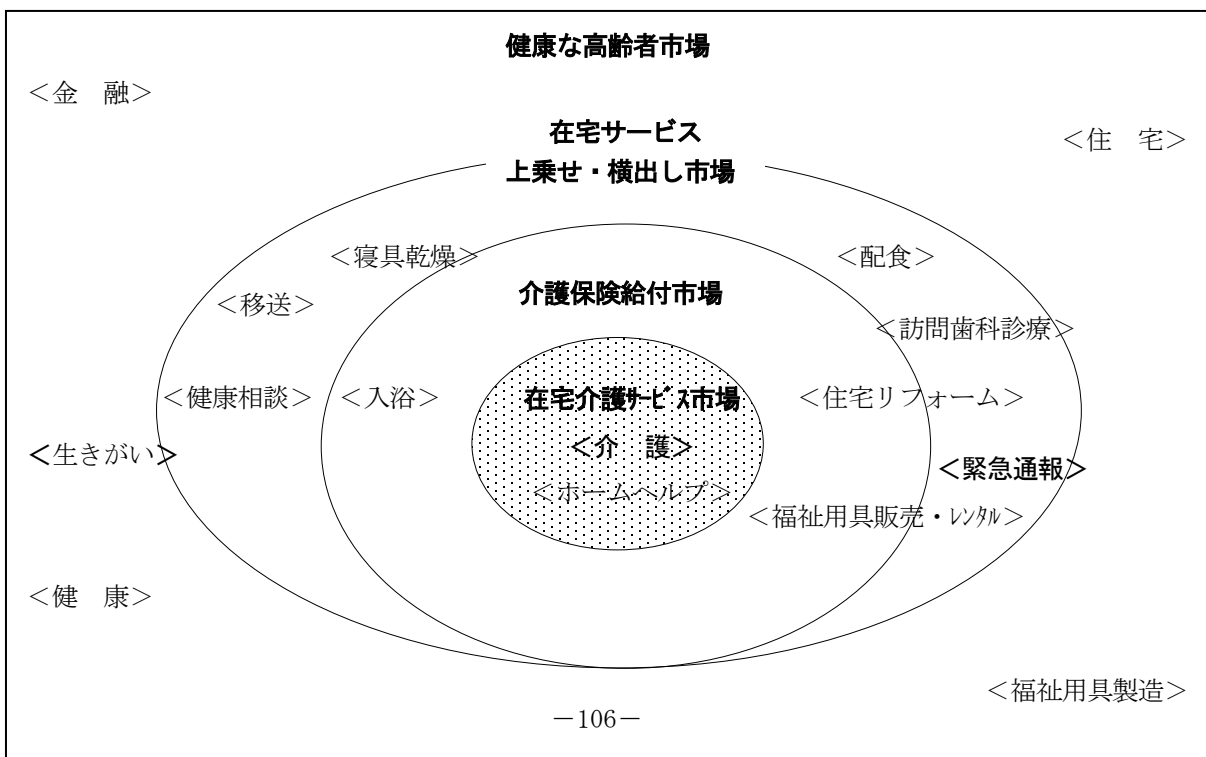 健康な高齢者市場
＜金　融＞
在宅サービス
＜住　宅＞
上乗せ・横出し市場
＜寝具乾燥＞
＜配食＞
介護保険給付市場
＜移送＞
＜訪問歯科診療＞
＜健康相談＞
＜入浴＞
在宅介護ｻｰﾋﾞｽ市場
＜住宅リフォーム＞
＜介　護＞
＜生きがい＞
＜緊急通報＞
＜ホームヘルプ＞
＜福祉用具販売・ﾚﾝﾀﾙ＞
＜健　康＞
＜福祉用具製造＞
－106－